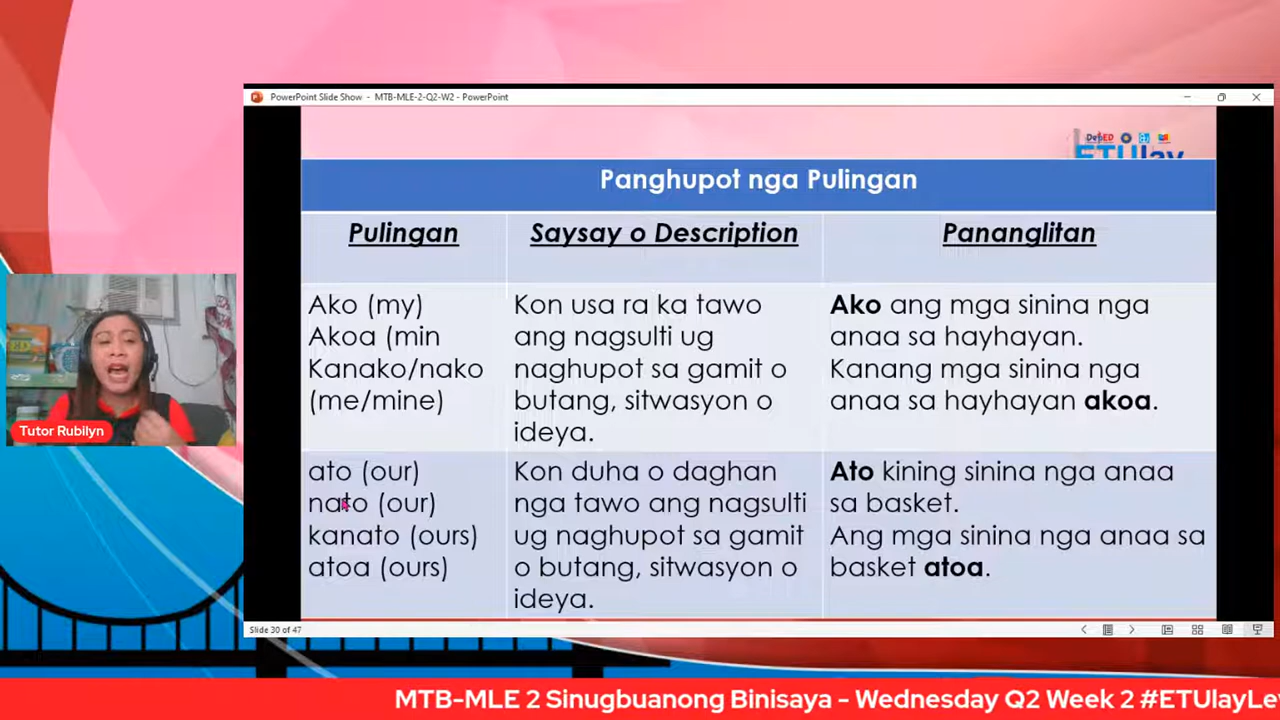 PowerPoint Slide Show - MTB-MLE-2-Q2-W2 - PowerPoint
DepED
ETUlay
Panghupot nga Pulingan
Pulingan
Saysay o Description
Pananglitan
Ako (my)
Akoa (min
Kanako/nako
(me/mine)
Kon usa ra ka tawo
ang nagsulti ug
naghupot sa gamit o
butang, sitwasyon o
ideya.
Ako ang mga sinina nga
anaa sa hayhayan.
Kanang mga sinina nga
anaa sa hayhayan akoa.
ato (our)
nato (our)
kanato (ours)
atoa (ours)
Kon duha o daghan
nga tawo ang nagsulti
ug naghupot sa gamit
o butang, sitwasyon o
ideya.
Ato kining sinina nga anaa
sa basket.
Ang mga sinina nga anaa sa
basket atoa.
Tutor Rubilyn
Slide 30 of 47
MTB-MLE 2 Sinugbuanong Binisaya - Wednesday Q2 Week 2 #ETUlayLe